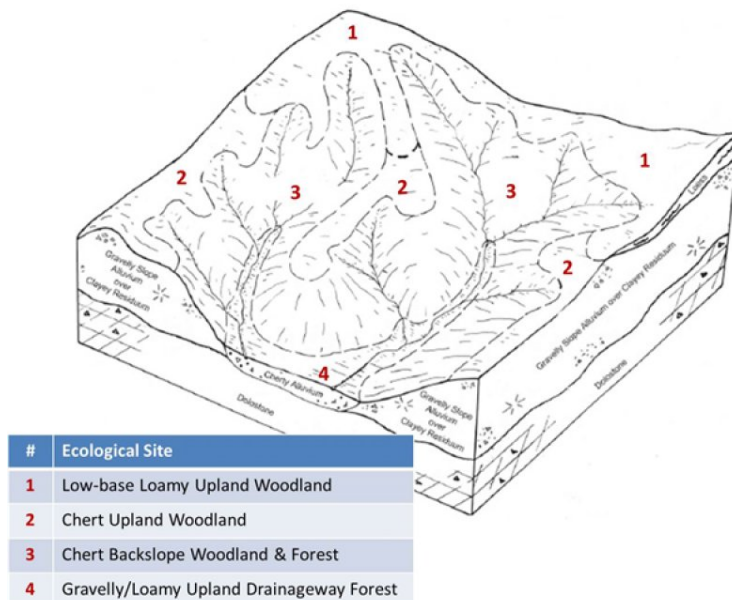 1
1
2
3
2
3
2
4
Loess
Gravelly Slope
Alluvium
over
Clayey Residuum
Gravelly Slope Alluvium over Clayey Residuum
Cherty Alluvium
Gravelly Slope
Alluvium
over
Clayey Residuum
Dolostone
Dolostone
# Ecological Site
1 Low-base Loamy Upland Woodland
2 Chert Upland Woodland
3 Chert Backslope Woodland & Forest
4 Gravelly/Loamy Upland Drainageway Forest